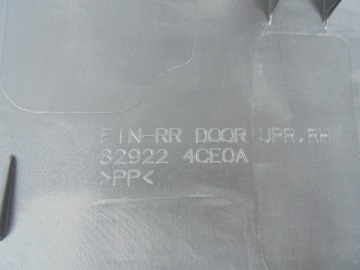 FIN-RR DOOR UPR,RH
82922 4CE0A
>PP<